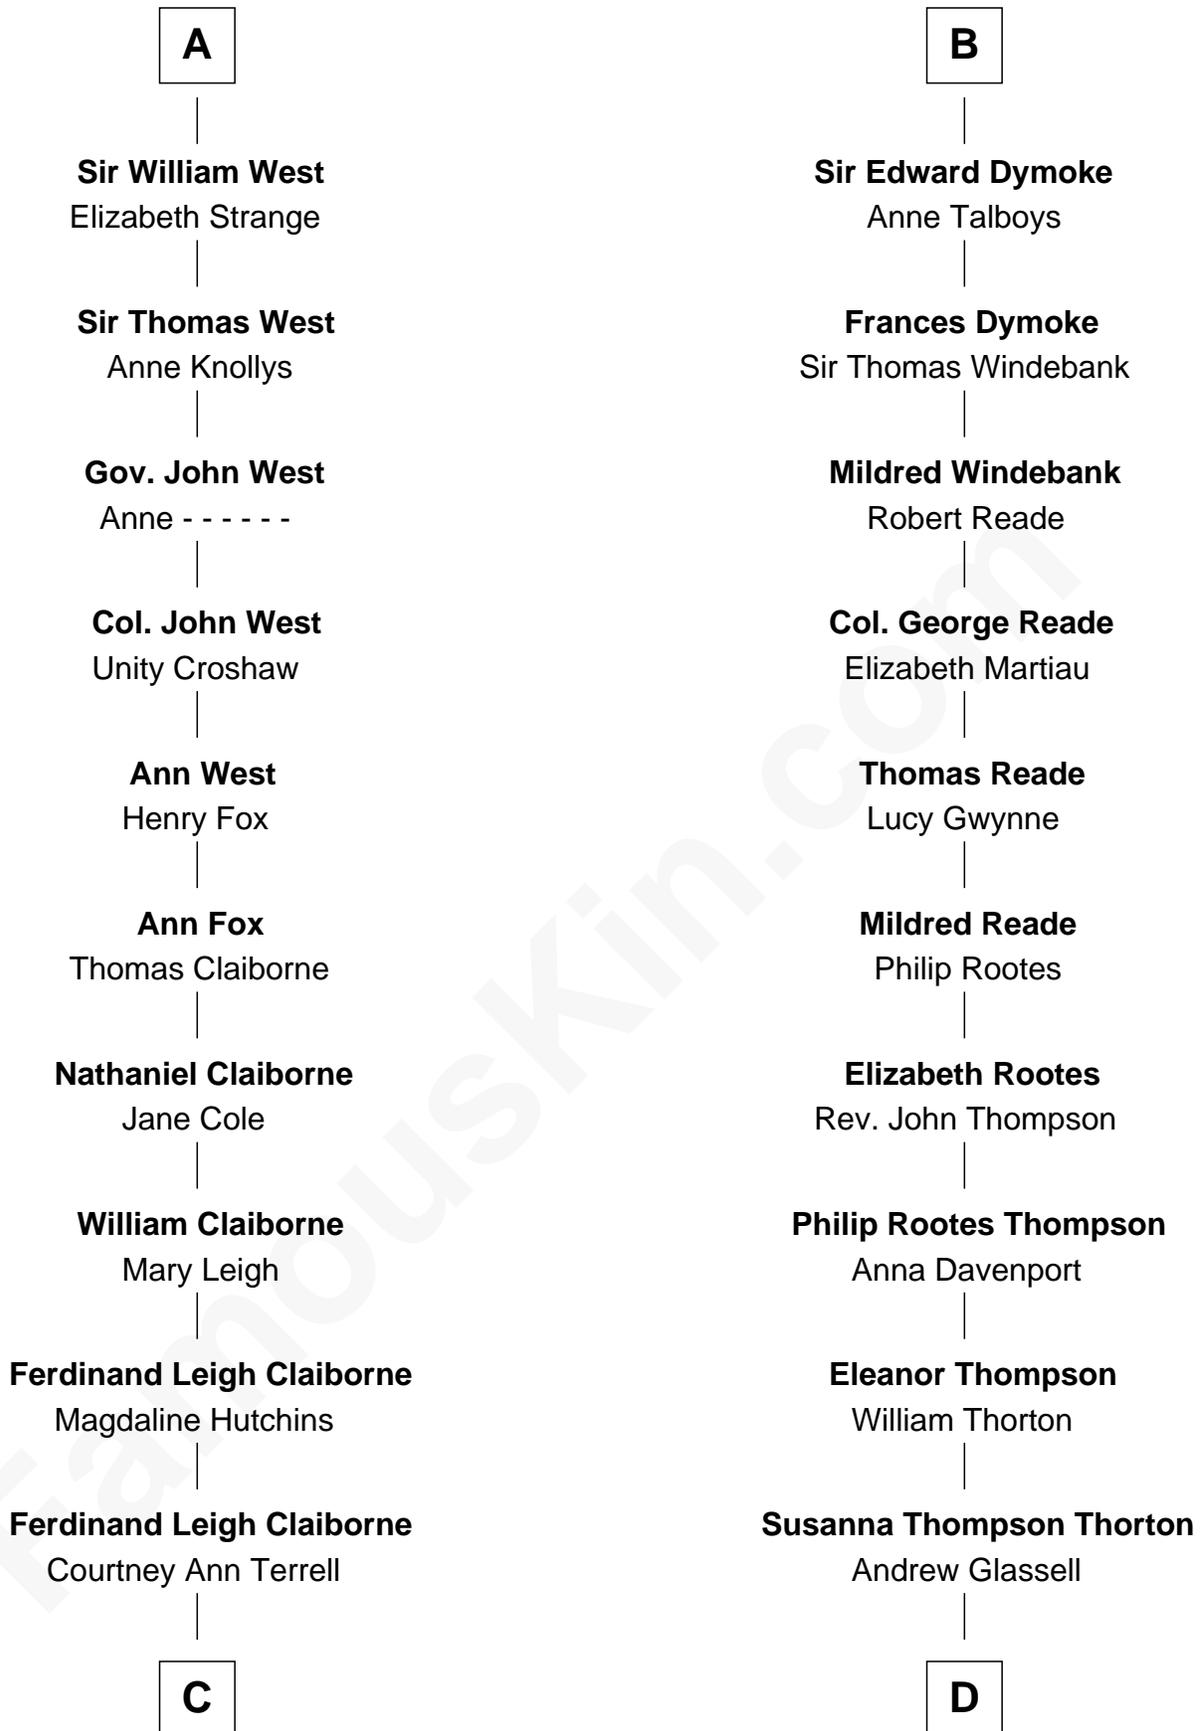 A
Sir William West
Elizabeth Strange
Sir Thomas West
Anne Knollys
Gov. John West
Anne - - - - - -
Col. John West
Unity Croshaw
Ann West
Henry Fox
Ann Fox
Thomas Claiborne
Nathaniel Claiborne
Jane Cole
William Claiborne
Mary Leigh
Ferdinand Leigh Claiborne
Magdaline Hutchins
Ferdinand Leigh Claiborne
Courtney Ann Terrell
C
B
Sir Edward Dymoke
Anne Talboys
Frances Dymoke
Sir Thomas Windebank
Mildred Windebank
Robert Reade
Col. George Reade
Elizabeth Martiau
Thomas Reade
Lucy Gwynne
Mildred Reade
Philip Rootes
Elizabeth Rootes
Rev. John Thompson
Philip Rootes Thompson
Anna Davenport
Eleanor Thompson
William Thorton
Susanna Thompson Thorton
Andrew Glassell
D
FamousKin.com